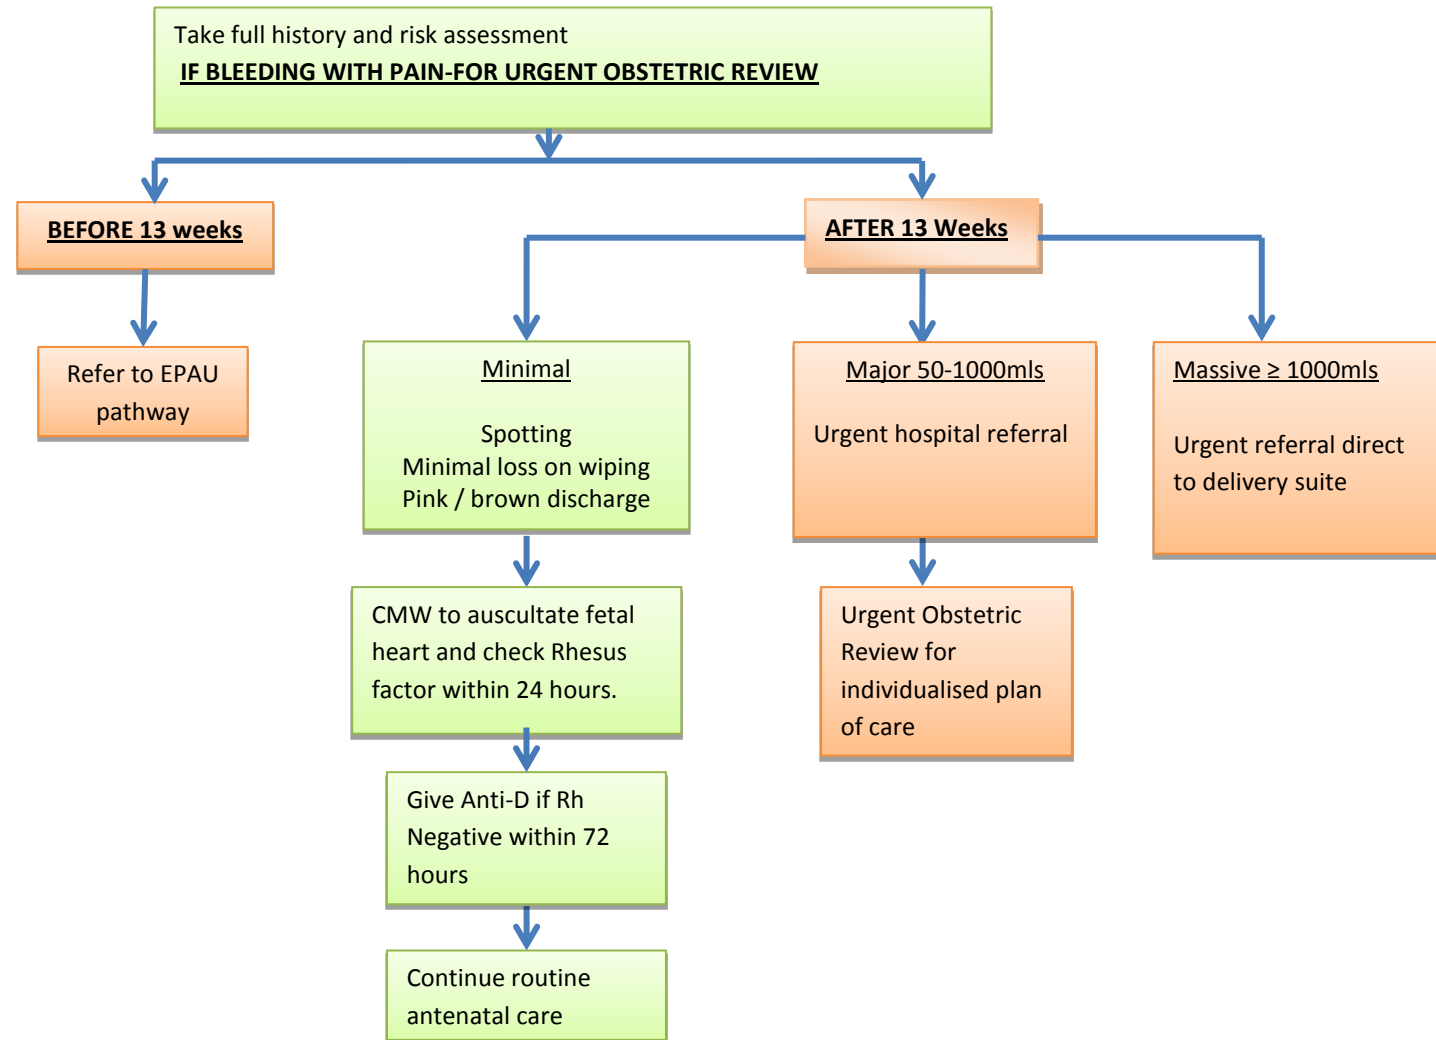 Take full history and risk assessment
IF BLEEDING WITH PAIN-FOR URGENT OBSTETRIC REVIEW
BEFORE 13 weeks
AFTER 13 Weeks
Refer to EPAU
pathway
Minimal
Spotting
Minimal loss on wiping
Pink / brown discharge
Major 50-1000mls
Urgent hospital referral
Massive ≥ 1000mls
Urgent referral direct
to delivery suite
CMW to auscultate fetal
heart and check Rhesus
factor within 24 hours.
Urgent Obstetric
Review for
individualised plan
of care
Give Anti-D if Rh
Negative within 72
hours
Continue routine
antenatal care